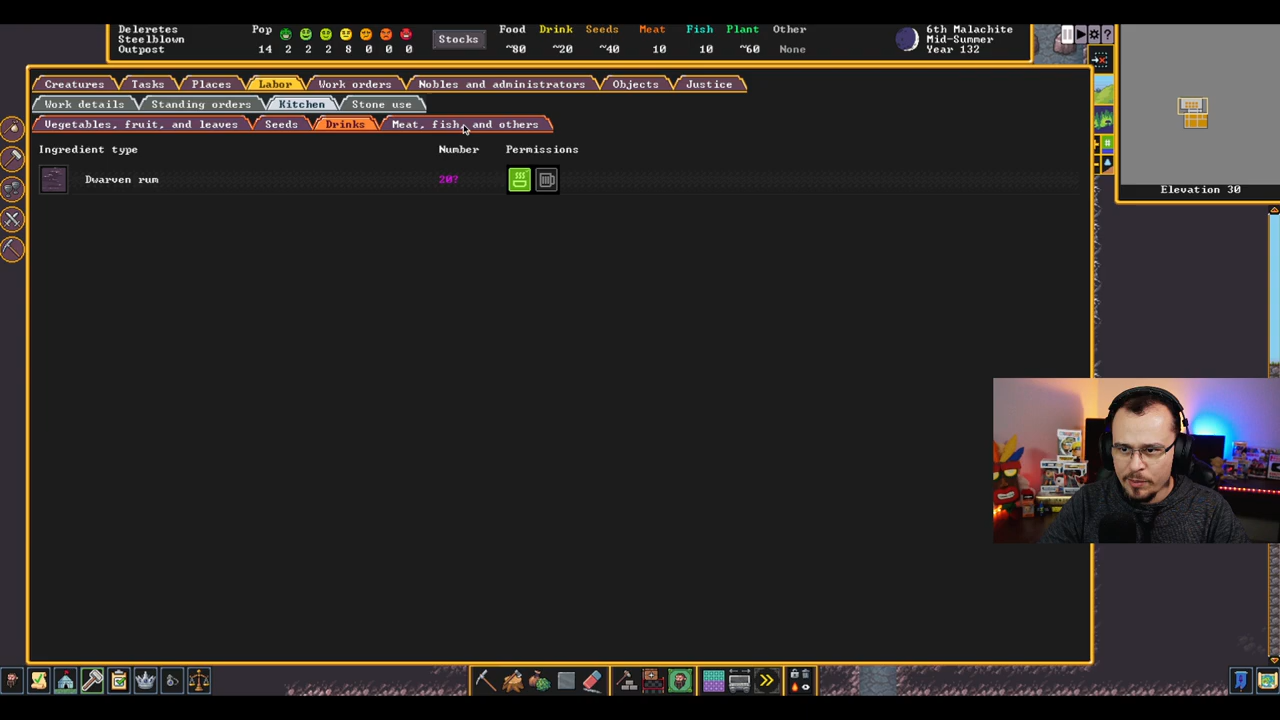 Deleretes
Steelblown
Outpost
Pop
14 2 2 2 8 0 0 0
Stocks
Food Drink Seeds Meat Fish Plant Other
~80 ~20 ~40 10 10 ~60 None
6th Malachite
Mid-Summer
Year 132
?
Elevation 30
Creatures Tasks Places Labor Work orders Nobles and administrators Objects Justice
Work details Standing orders Kitchen Stone use
Vegetables, fruit, and leaves Seeds Drinks Meat, fish, and others
Ingredient type Number Permissions
Dwarven rum 20?